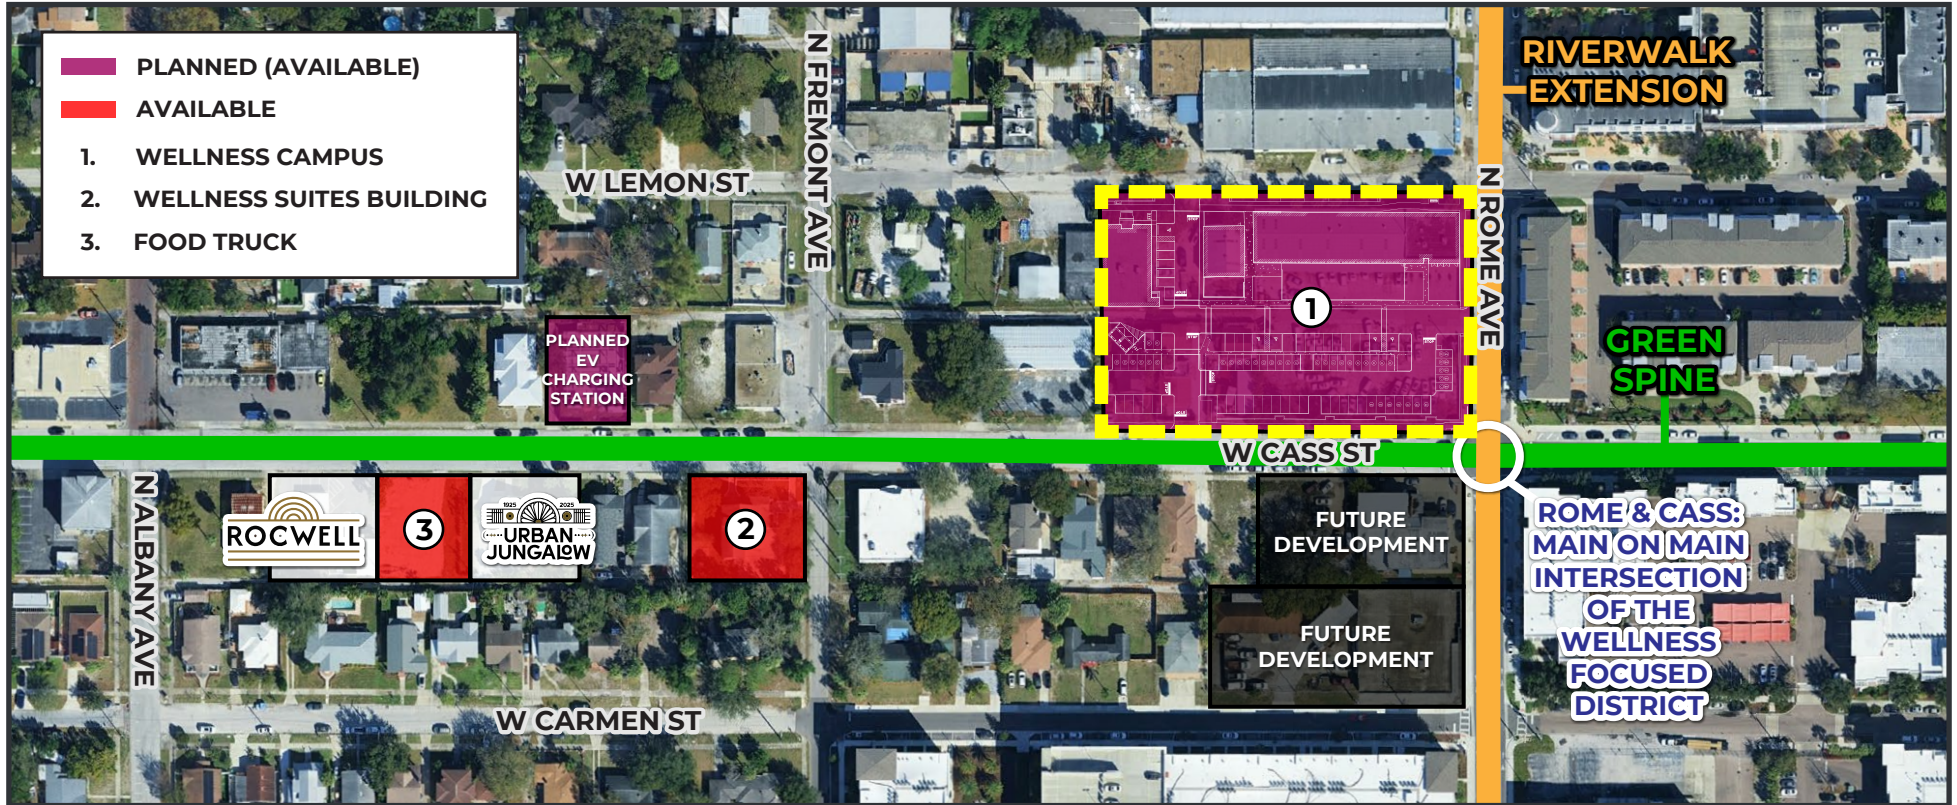 PLANNED (AVAILABLE)
AVAILABLE
1. WELLNESS CAMPUS
2. WELLNESS SUITES BUILDING
3. FOOD TRUCK
N FREMONT AVE
W LEMON ST
RIVERWALK
EXTENSION
N ROME AVE
1
GREEN
SPINE
PLANNED
EV
CHARGING
STATION
W CASS ST
N ALBANY AVE
ROCWELL
3
1925 2025
URBAN
JUNGALOW
2
FUTURE
DEVELOPMENT
FUTURE
DEVELOPMENT
ROME & CASS:
MAIN ON MAIN
INTERSECTION
OF THE
WELLNESS
FOCUSED
DISTRICT
W CARMEN ST